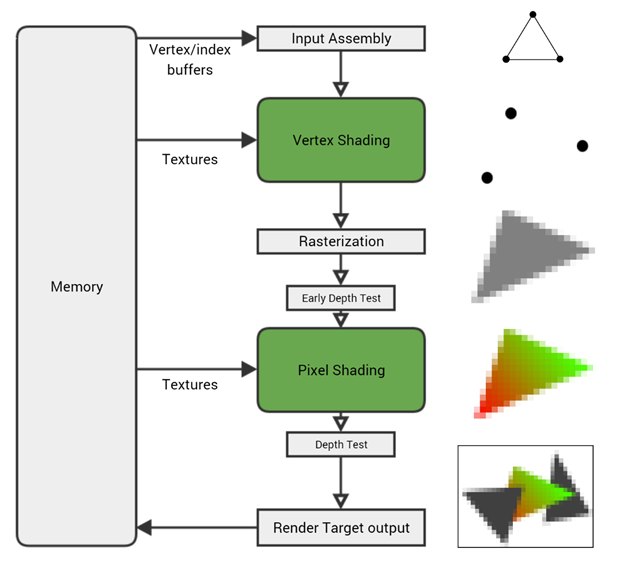 Input Assembly
Vertex/index
buffers
Vertex Shading
Textures
Rasterization
Memory
Early Depth Test
Pixel Shading
Textures
Depth Test
Render Target output